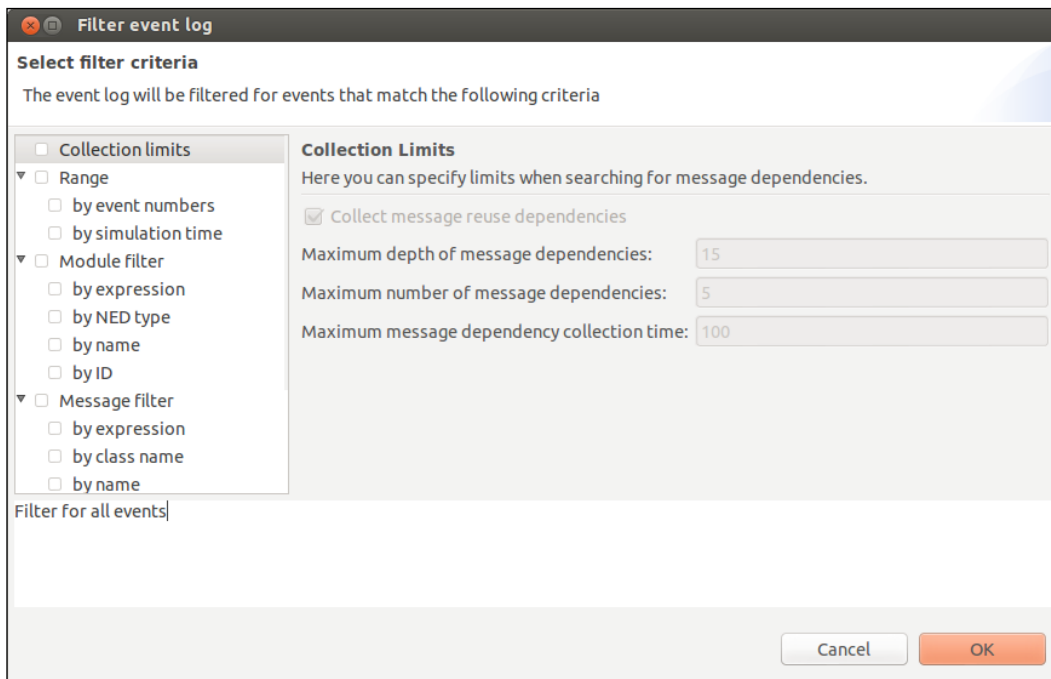 Filter event log
Select filter criteria
The event log will be filtered for events that match the following criteria
Collection limits
Range
by event numbers
by simulation time
Module filter
by expression
by NED type
by name
by ID
Message filter
by expression
by class name
by name
Collection Limits
Here you can specify limits when searching for message dependencies.
Collect message reuse dependencies
Maximum depth of message dependencies: 15
Maximum number of message dependencies: 5
Maximum message dependency collection time: 100
Filter for all events
Cancel OK